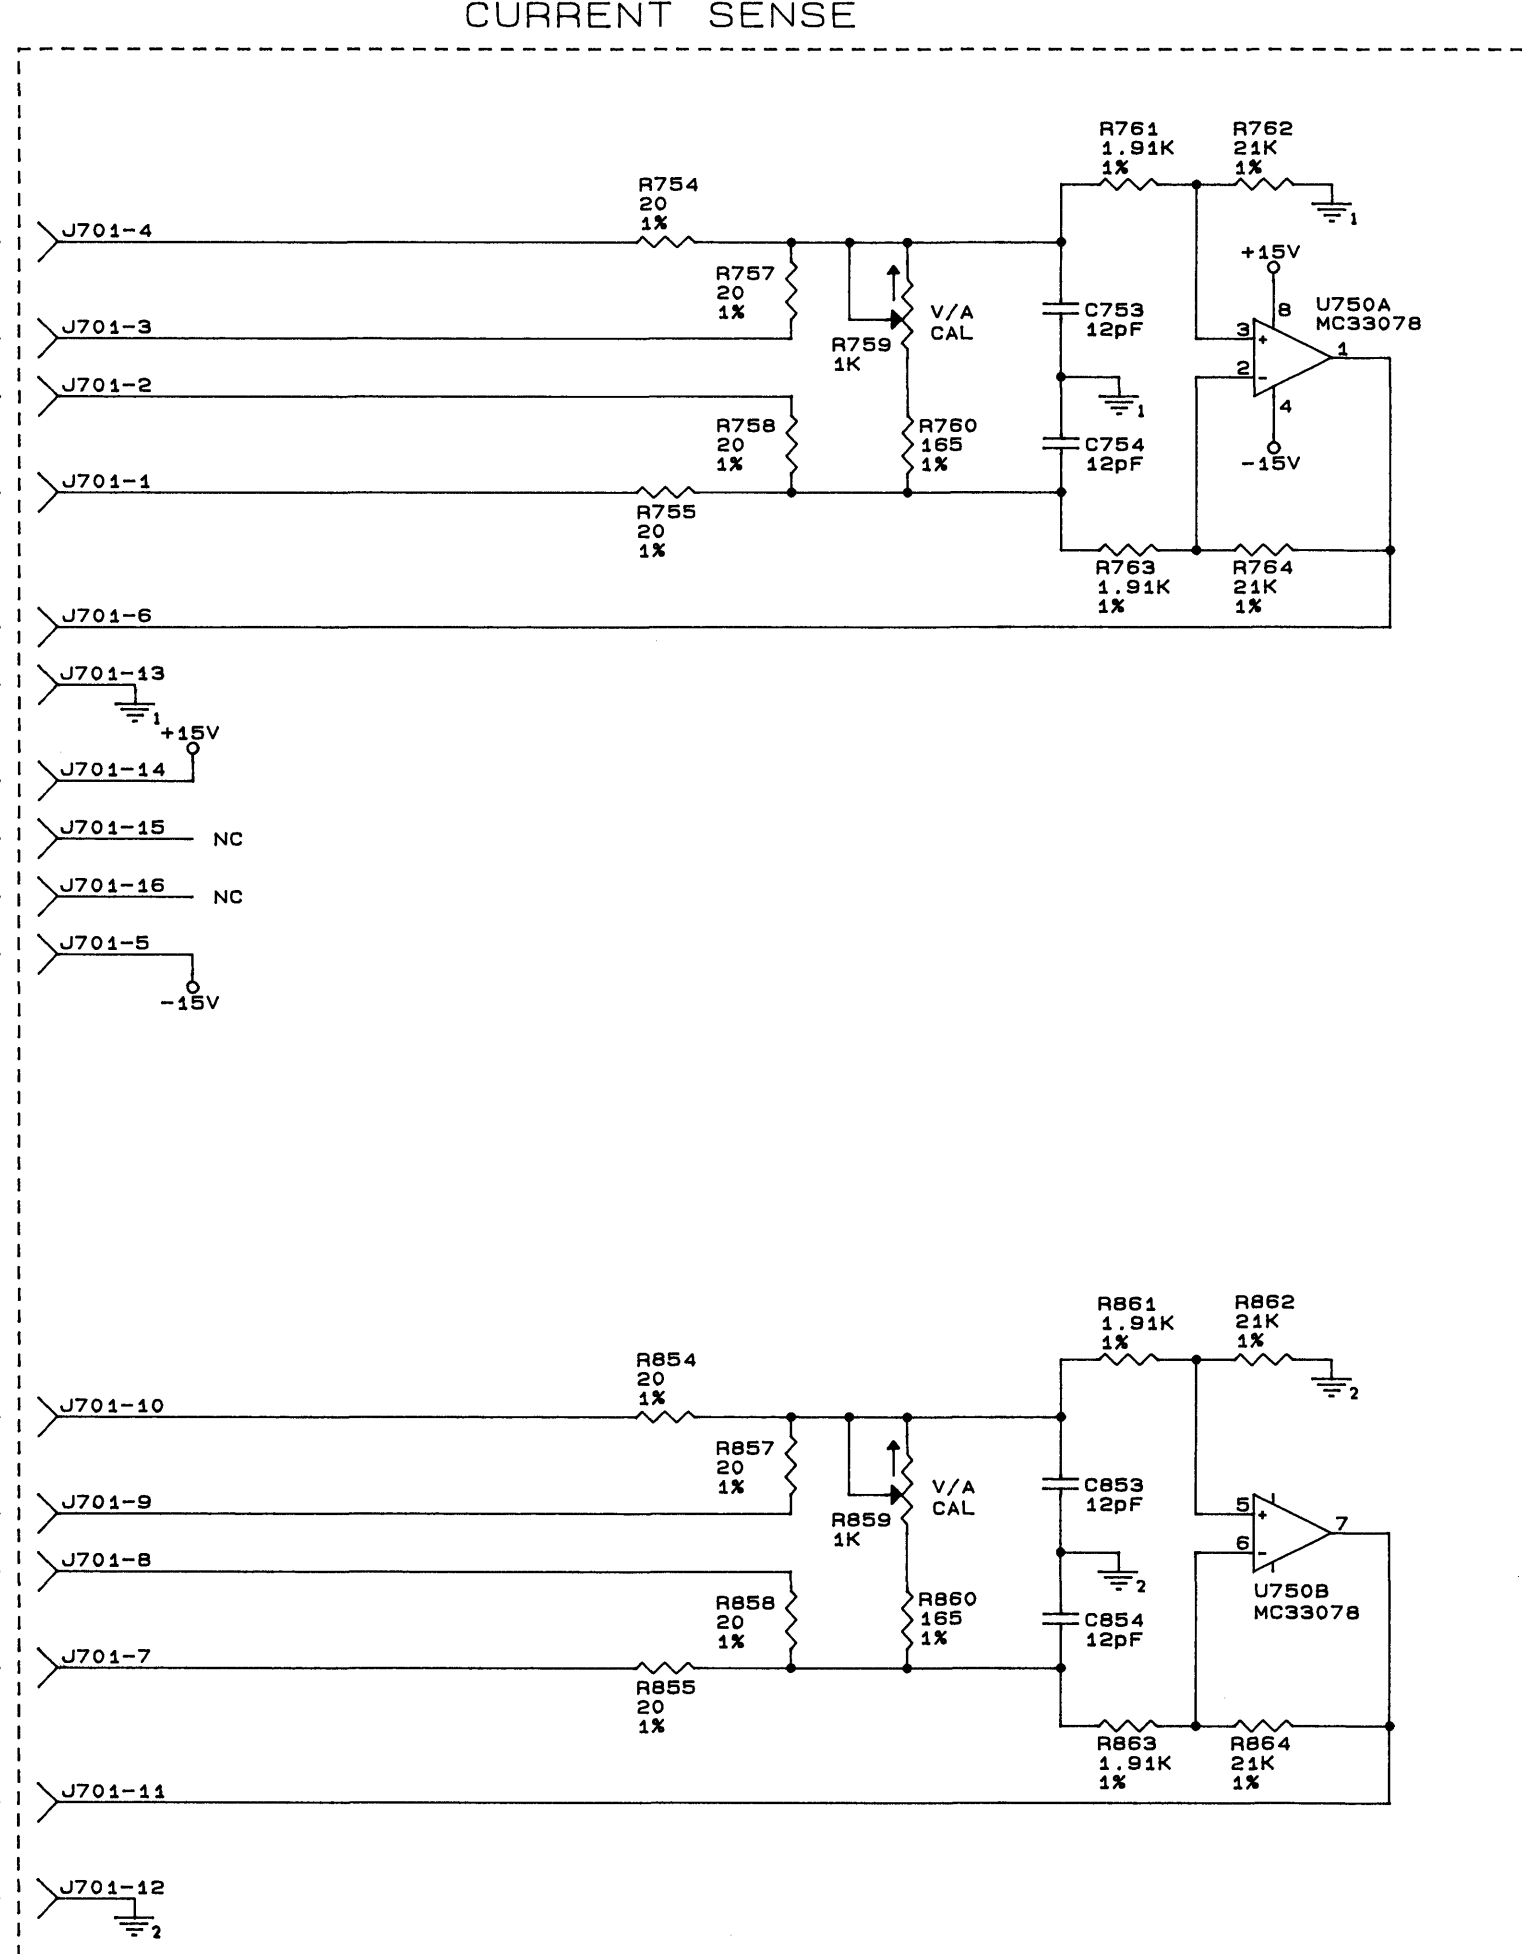 CURRENT SENSE
R761
1.91K
1%
R762
21K
1%
1
R754
20
1%
J701-4
R757
20
1%
V/A
CAL
R759
1K
C753
12pF
+15V
8
U750A
MC33078
3
+
1
2
-
4
-15V
J701-3
J701-2
1
R758
20
1%
R760
165
1%
C754
12pF
J701-1
R755
20
1%
R763
1.91K
1%
R764
21K
1%
J701-6
J701-13
1
+15V
J701-14
J701-15
NC
J701-16
NC
J701-5
-15V
R861
1.91K
1%
R862
21K
1%
2
R854
20
1%
J701-10
R857
20
1%
V/A
CAL
R859
1K
C853
12pF
5
+
7
6
-
U750B
MC33078
J701-9
J701-8
2
R858
20
1%
R860
165
1%
C854
12pF
J701-7
R855
20
1%
R863
1.91K
1%
R864
21K
1%
J701-11
J701-12
2